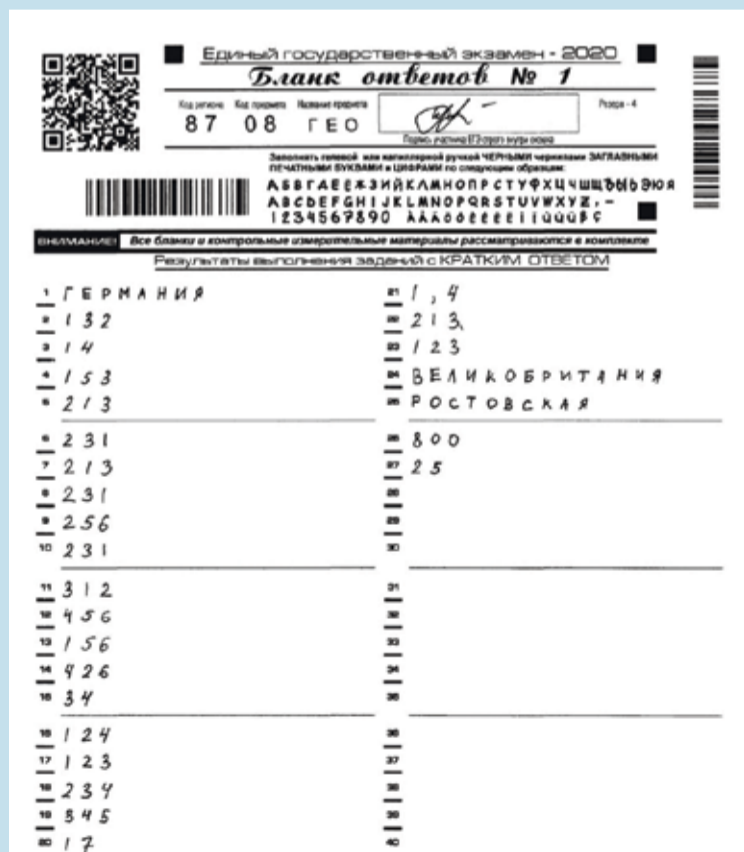 Единый государственный экзамен - 2020
Бланк ответов № 1
Код региона Код предмета Название предмета Резерв - 4
87 08 ГЕО
Подпись участника ЕГЭ строго внутри окошка
Заполнять гелевой или капиллярной ручкой ЧЕРНЫМИ чернилами ЗАГЛАВНЫМИ
ПЕЧАТНЫМИ БУКВАМИ и ЦИФРАМИ по следующим образцам:
АБВГДЕЁЖЗИЙКЛМНОПРСТУФХЦЧШЩЪЫЬЭЮЯ
ABCDEFGHIJKLMNOPQRSTUVWXYZ,-
1234567890
ВНИМАНИЕ! Все бланки и контрольные измерительные материалы рассматриваются в комплекте
Результаты выполнения заданий с КРАТКИМ ОТВЕТОМ
1 ГЕРМАНИЯ
2 132
3 14
4 153
5 213
6 231
7 213
8 231
9 256
10 231
11 312
12 456
13 156
14 426
15 34
16 124
17 123
18 234
19 345
20 17
21 1,4
22 213
23 123
24 ВЕЛИКОБРИТАНИЯ
25 РОСТОВСКАЯ
26 800
27 25
28
29
30
31
32
33
34
35
36
37
38
39
40